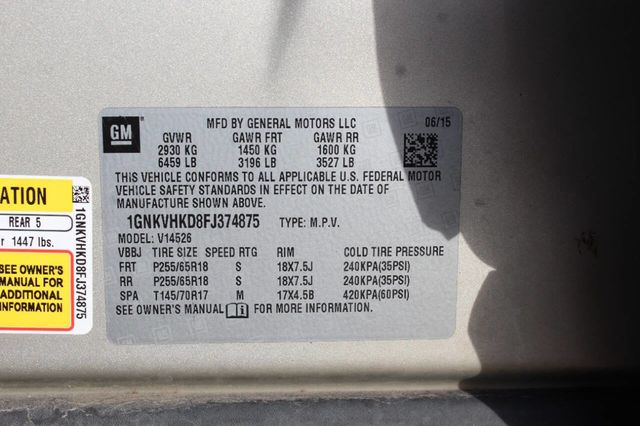 GM
MFD BY GENERAL MOTORS LLC 06/15
GVWR GAWR FRT GAWR RR
2930 KG 1450 KG 1600 KG
6459 LB 3196 LB 3527 LB
THIS VEHICLE CONFORMS TO ALL APPLICABLE U.S. FEDERAL MOTOR
VEHICLE SAFETY STANDARDS IN EFFECT ON THE DATE OF
MANUFACTURE SHOWN ABOVE.
1GNKVHKD8FJ374875 TYPE: M.P.V.
MODEL: V14526
VBBJ TIRE SIZE SPEED RTG RIM COLD TIRE PRESSURE
FRT P255/65R18 S 18X7.5J 240KPA(35PSI)
RR P255/65R18 S 18X7.5J 240KPA(35PSI)
SPA T145/70R17 M 17X4.5B 420KPA(60PSI)
SEE OWNER'S MANUAL FOR MORE INFORMATION.
ATION
REAR 5
r 1447 lbs.
SEE OWNER'S
MANUAL FOR
ADDITIONAL
INFORMATION
1GNKVHKD8FJ374875